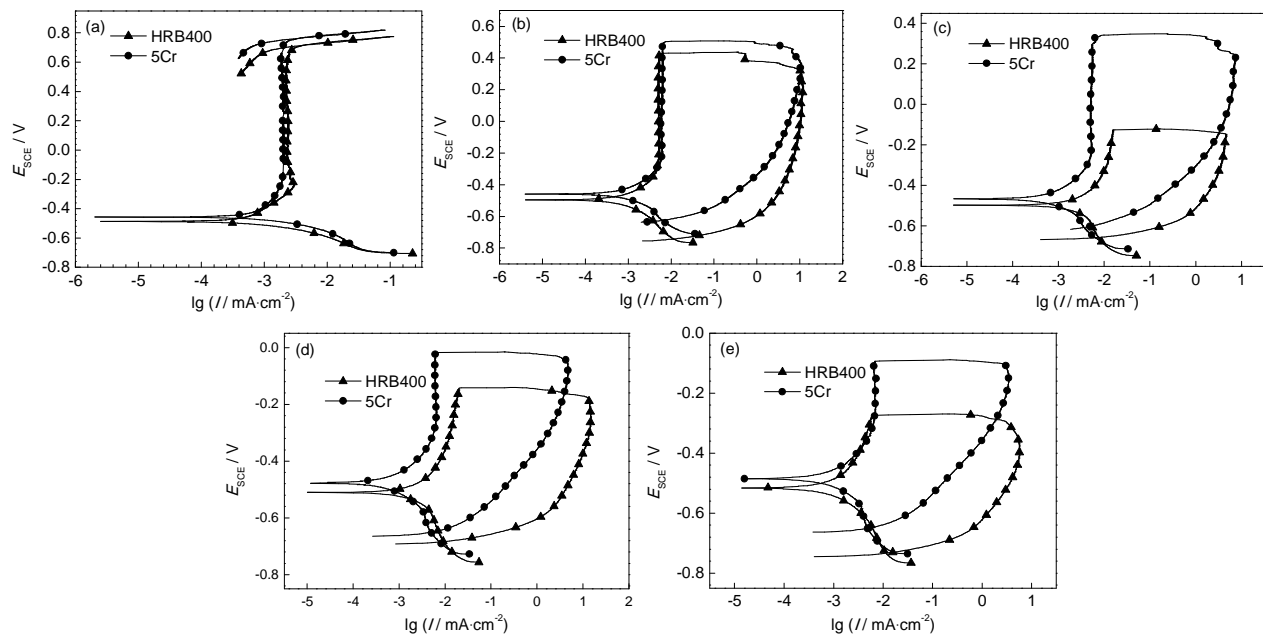 (a)
HRB400
5Cr
0.8
0.6
0.4
0.2
0.0
-0.2
-0.4
-0.6
-0.8
E_SCE / V
-6 -5 -4 -3 -2 -1
lg (I/ mA·cm⁻²)
(b)
HRB400
5Cr
0.6
0.4
0.2
0.0
-0.2
-0.4
-0.6
-0.8
E_SCE / V
-6 -5 -4 -3 -2 -1 0 1 2
lg (I/ mA·cm⁻²)
(c)
HRB400
5Cr
0.4
0.2
0.0
-0.2
-0.4
-0.6
-0.8
E_SCE / V
-6 -5 -4 -3 -2 -1 0 1
lg (I/ mA·cm⁻²)
(d)
HRB400
5Cr
0.0
-0.2
-0.4
-0.6
-0.8
E_SCE / V
-5 -4 -3 -2 -1 0 1 2
lg (I/ mA·cm⁻²)
(e)
HRB400
5Cr
0.0
-0.2
-0.4
-0.6
-0.8
E_SCE / V
-5 -4 -3 -2 -1 0 1
lg (I/ mA·cm⁻²)